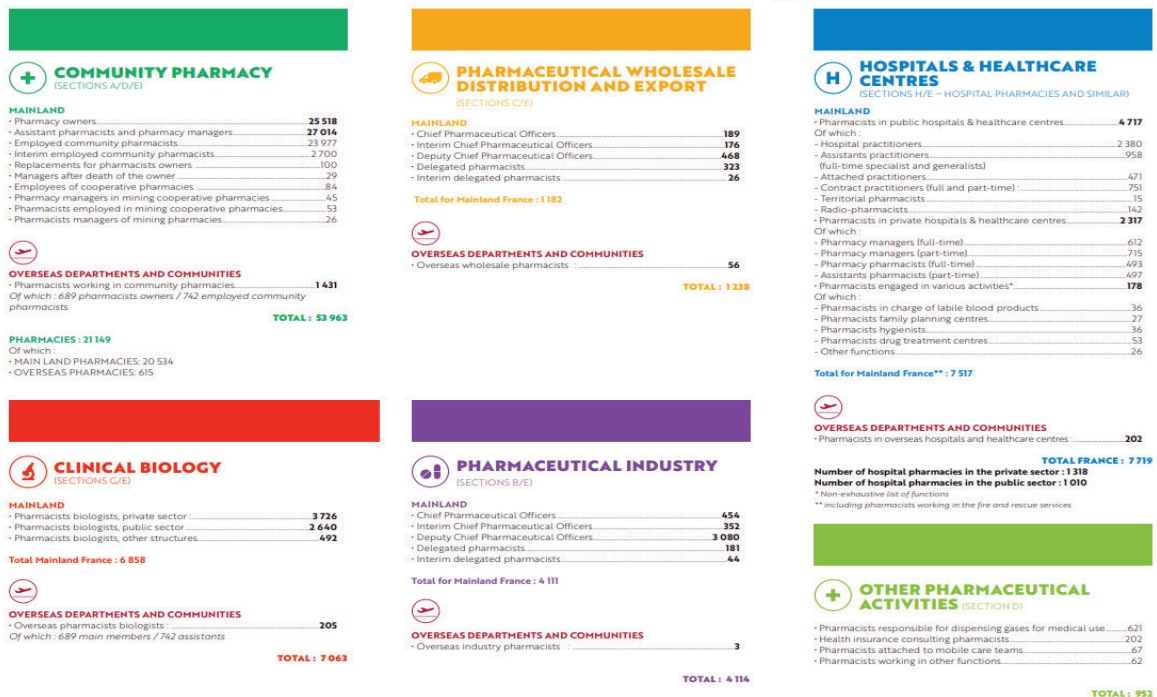 COMMUNITY PHARMACY
(SECTIONS A/D/E)
MAINLAND
• Pharmacy owners 25 518
• Assistant pharmacists and pharmacy managers 27 014
• Employed community pharmacists 23 977
• Interim employed community pharmacists 2 700
• Replacements for pharmacists owners 100
• Managers after death of the owner 29
• Employees of cooperative pharmacies 84
• Pharmacy managers in mining cooperative pharmacies 45
• Pharmacists employed in mining cooperative pharmacies 53
• Pharmacists managers of mining pharmacies 26
OVERSEAS DEPARTMENTS AND COMMUNITIES
• Pharmacists working in community pharmacies 1 431
Of which : 689 pharmacists owners / 742 employed community
pharmacists
TOTAL : 53 963
PHARMACIES : 21 149
Of which :
• MAIN LAND PHARMACIES: 20 534
• OVERSEAS PHARMACIES: 615
PHARMACEUTICAL WHOLESALE
DISTRIBUTION AND EXPORT
(SECTIONS C/E)
MAINLAND
• Chief Pharmaceutical Officers 189
• Interim Chief Pharmaceutical Officers 176
• Deputy Chief Pharmaceutical Officers 468
• Delegated pharmacists 323
• Interim delegated pharmacists 26
Total for Mainland France : 1 182
OVERSEAS DEPARTMENTS AND COMMUNITIES
• Overseas wholesale pharmacists : 56
TOTAL : 1 238
H
HOSPITALS & HEALTHCARE
CENTRES
(SECTIONS H/E – HOSPITAL PHARMACIES AND SIMILAR)
MAINLAND
• Pharmacists in public hospitals & healthcare centres 4 717
Of which :
- Hospital practitioners 2 380
- Assistants practitioners 958
(full-time specialist and generalists)
- Attached practitioners 471
- Contract practitioners (full and part-time) : 751
- Territorial pharmacists 15
- Radio-pharmacists 142
• Pharmacists in private hospitals & healthcare centres 2 317
Of which :
- Pharmacy managers (full-time) 612
- Pharmacy managers (part-time) 715
- Pharmacy pharmacists (full-time) 493
- Assistants pharmacists (part-time) 497
• Pharmacists engaged in various activities* 178
Of which :
- Pharmacists in charge of labile blood products 36
- Pharmacists family planning centres 27
- Pharmacists hygienists 36
- Pharmacists drug treatment centres 53
- Other functions 26
Total for Mainland France** : 7 517
OVERSEAS DEPARTMENTS AND COMMUNITIES
• Pharmacists in overseas hospitals and healthcare centres : 202
TOTAL FRANCE : 7 719
Number of hospital pharmacies in the private sector : 1 318
Number of hospital pharmacies in the public sector : 1 010
* Non-exhaustive list of functions
** including pharmacists working in the fire and rescue services
CLINICAL BIOLOGY
(SECTIONS G/E)
MAINLAND
• Pharmacists biologists, private sector : 3 726
• Pharmacists biologists, public sector 2 640
• Pharmacists biologists, other structures 492
Total Mainland France : 6 858
OVERSEAS DEPARTMENTS AND COMMUNITIES
• Overseas pharmacists biologists : 205
Of which : 689 main members / 742 assistants
TOTAL : 7 063
PHARMACEUTICAL INDUSTRY
(SECTIONS B/E)
MAINLAND
• Chief Pharmaceutical Officers 454
• Interim Chief Pharmaceutical Officers 352
• Deputy Chief Pharmaceutical Officers 3 080
• Delegated pharmacists 181
• Interim delegated pharmacists 44
Total for Mainland France : 4 111
OVERSEAS DEPARTMENTS AND COMMUNITIES
• Overseas industry pharmacists : 3
TOTAL : 4 114
OTHER PHARMACEUTICAL
ACTIVITIES (SECTION D)
• Pharmacists responsible for dispensing gases for medical use 621
• Health insurance consulting pharmacists 202
• Pharmacists attached to mobile care teams 67
• Pharmacists working in other functions 62
TOTAL : 952